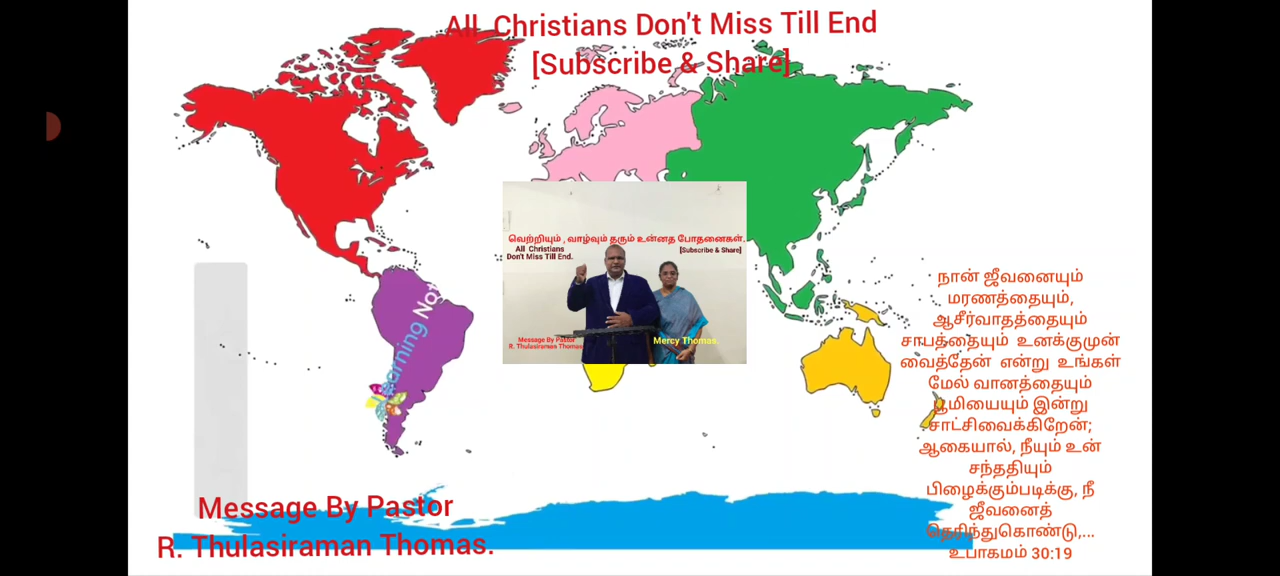 All Christians Don't Miss Till End
[Subscribe & Share]
வெற்றியும் , வாழ்வும் தரும் உன்னத போதனைகள்.
All Christians
Don't Miss Till End.
[Subscribe & Share]
Message By Pastor
R. Thulasiraman Thomas.
Mercy Thomas.
Learning
நான் ஜீவனையும்
மரணத்தையும்,
ஆசீர்வாதத்தையும்
சாபத்தையும் உனக்குமுன்
வைத்தேன் என்று உங்கள்
மேல் வானத்தையும்
பூமியையும் இன்று
சாட்சிவைக்கிறேன்;
ஆகையால், நீயும் உன்
சந்ததியும்
பிழைக்கும்படிக்கு, நீ
ஜீவனைத்
தெரிந்துகொண்டு,...
உபாகமம் 30:19
Message By Pastor
R. Thulasiraman Thomas.